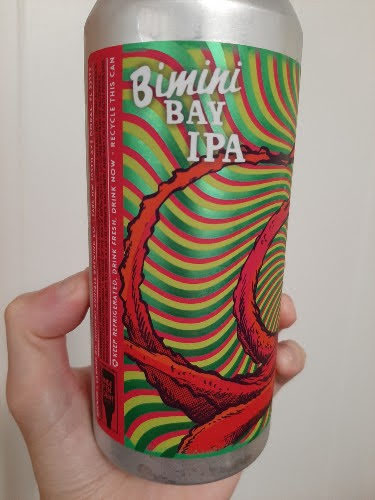 Bimini
BAY
IPA
KEEP REFRIGERATED, DRINK FRESH, DRINK NOW - RECYCLE THIS CAN